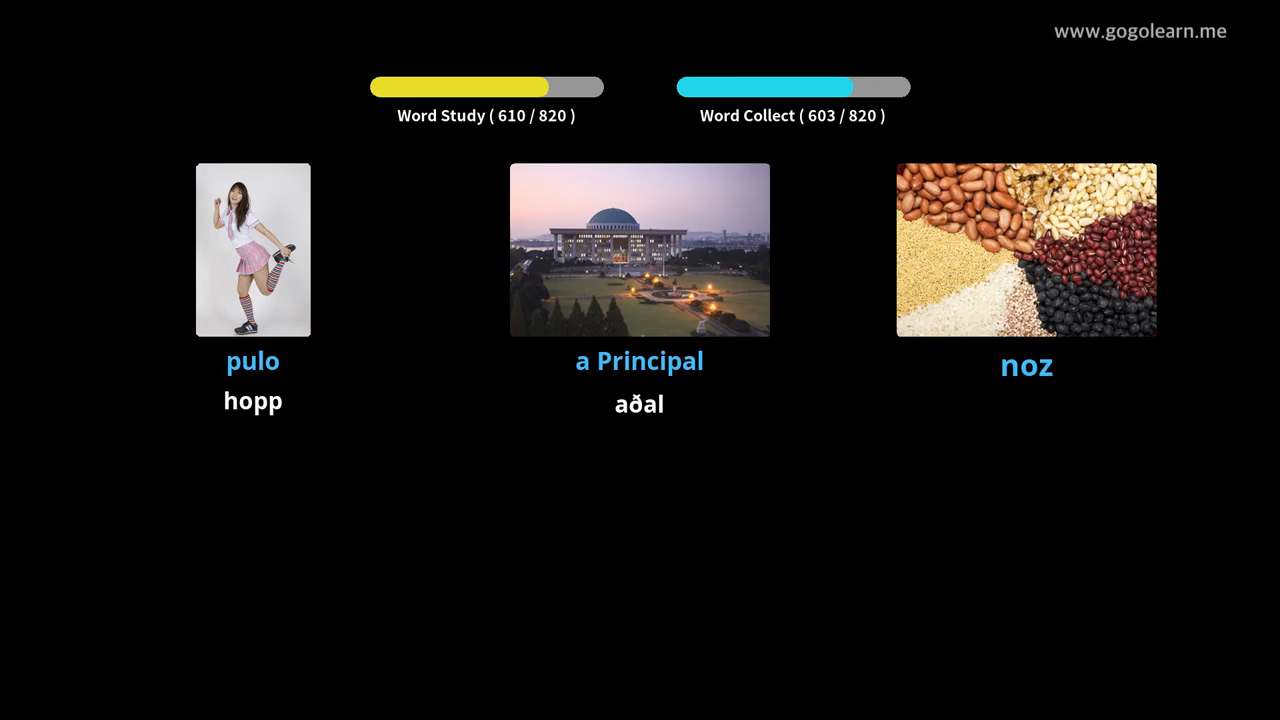 www.gogolearn.me
Word Study ( 610 / 820 )
Word Collect ( 603 / 820 )
pulo
hopp
a Principal
aðal
noz